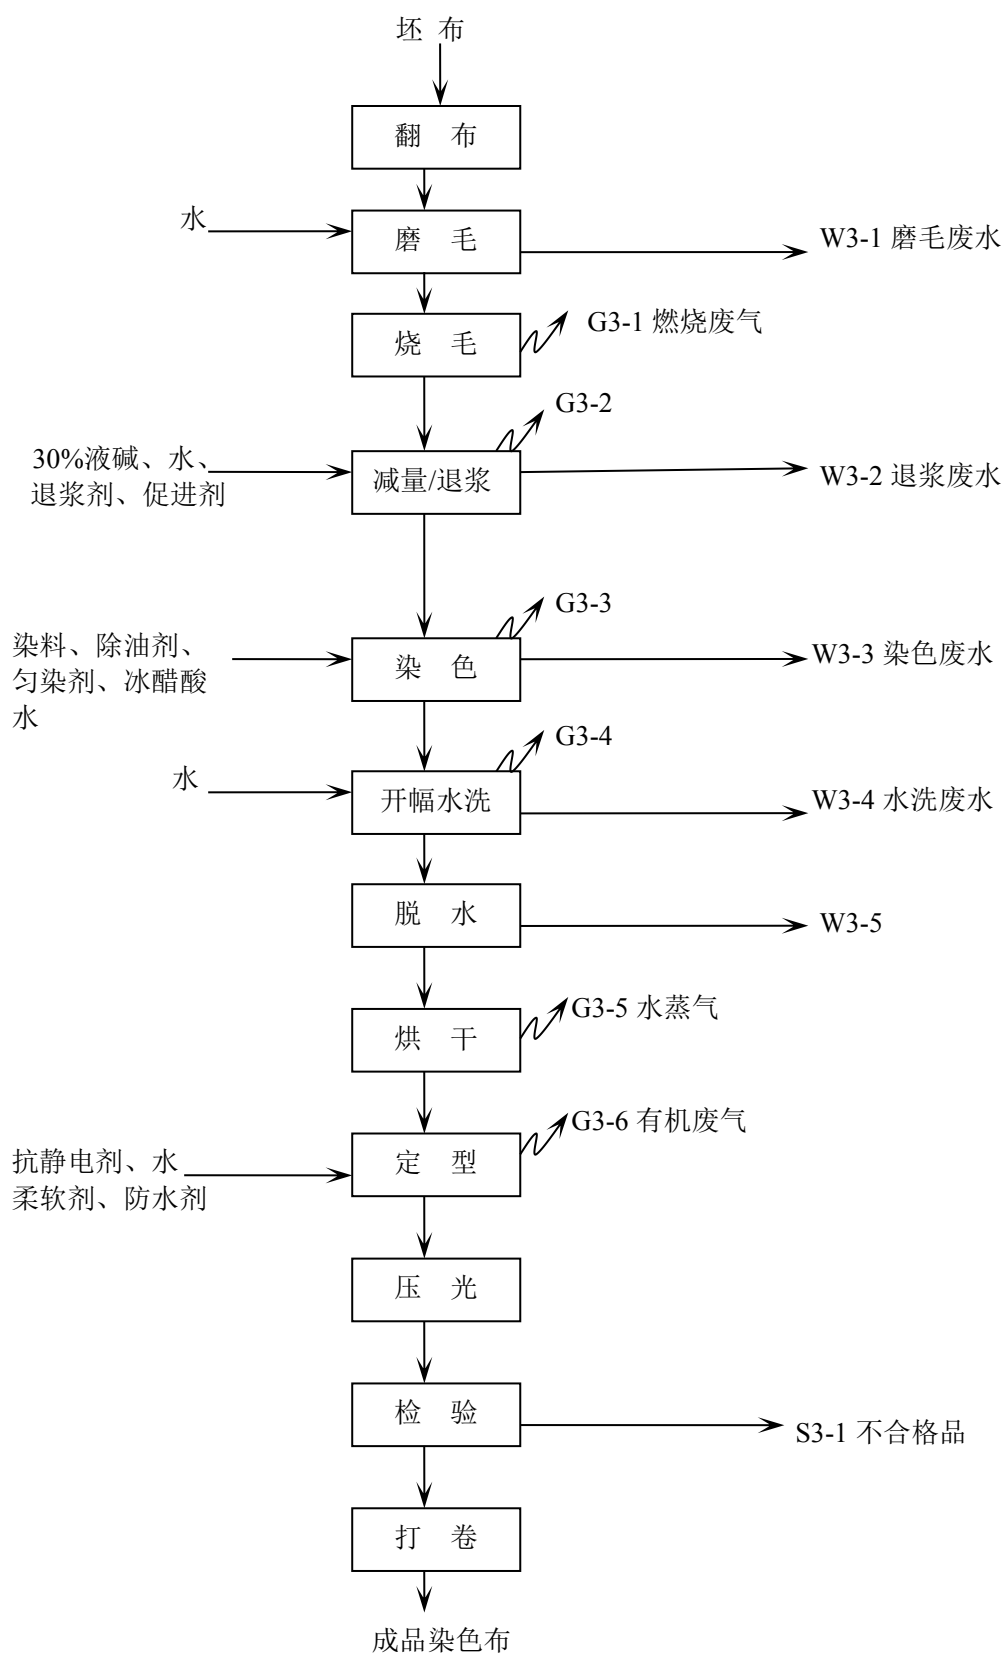 坯 布
翻 布
水
磨 毛
W3-1 磨毛废水
烧 毛
G3-1 燃烧废气
G3-2
30%液碱、水、
退浆剂、促进剂
减量/退浆
W3-2 退浆废水
G3-3
染料、除油剂、
匀染剂、冰醋酸
水
染 色
W3-3 染色废水
G3-4
水
开幅水洗
W3-4 水洗废水
脱 水
W3-5
G3-5 水蒸气
烘 干
G3-6 有机废气
抗静电剂、水
柔软剂、防水剂
定 型
压 光
检 验
S3-1 不合格品
打 卷
成品染色布